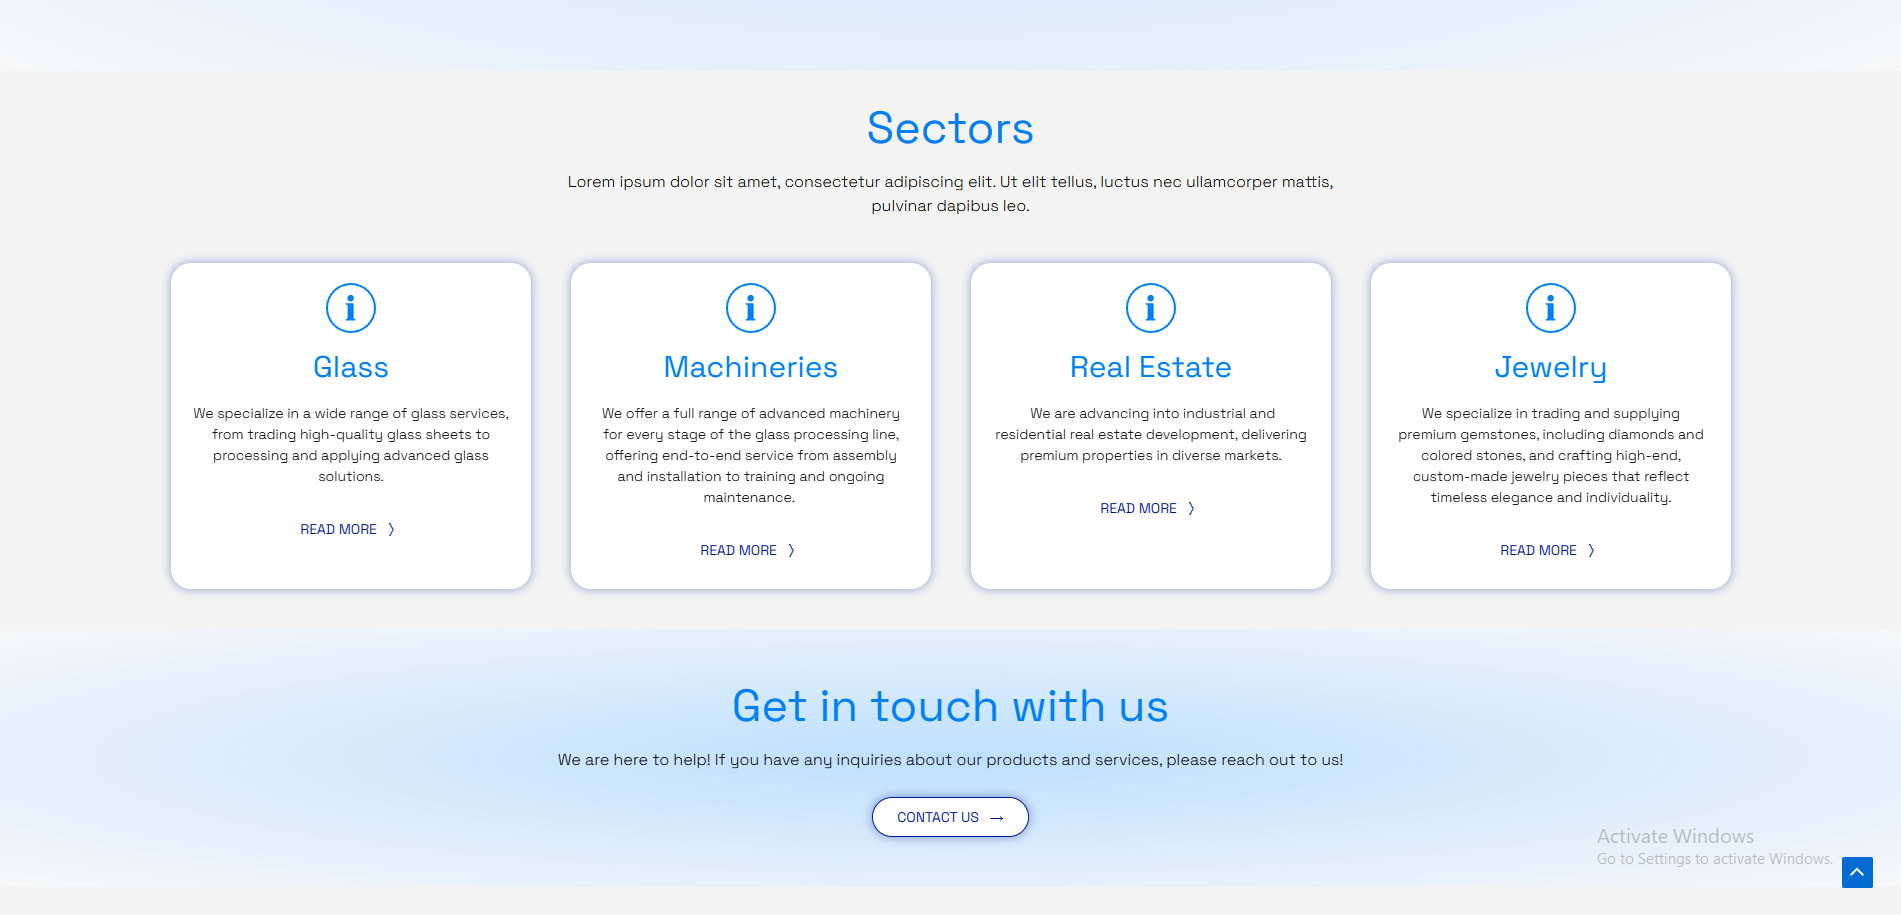 Sectors
Lorem ipsum dolor sit amet, consectetur adipiscing elit. Ut elit tellus, luctus nec ullamcorper mattis,
pulvinar dapibus leo.
Glass
We specialize in a wide range of glass services,
from trading high-quality glass sheets to
processing and applying advanced glass
solutions.
READ MORE
Machineries
We offer a full range of advanced machinery
for every stage of the glass processing line,
offering end-to-end service from assembly
and installation to training and ongoing
maintenance.
READ MORE
Real Estate
We are advancing into industrial and
residential real estate development, delivering
premium properties in diverse markets.
READ MORE
Jewelry
We specialize in trading and supplying
premium gemstones, including diamonds and
colored stones, and crafting high-end,
custom-made jewelry pieces that reflect
timeless elegance and individuality.
READ MORE
Get in touch with us
We are here to help! If you have any inquiries about our products and services, please reach out to us!
CONTACT US →
Activate Windows
Go to Settings to activate Windows.